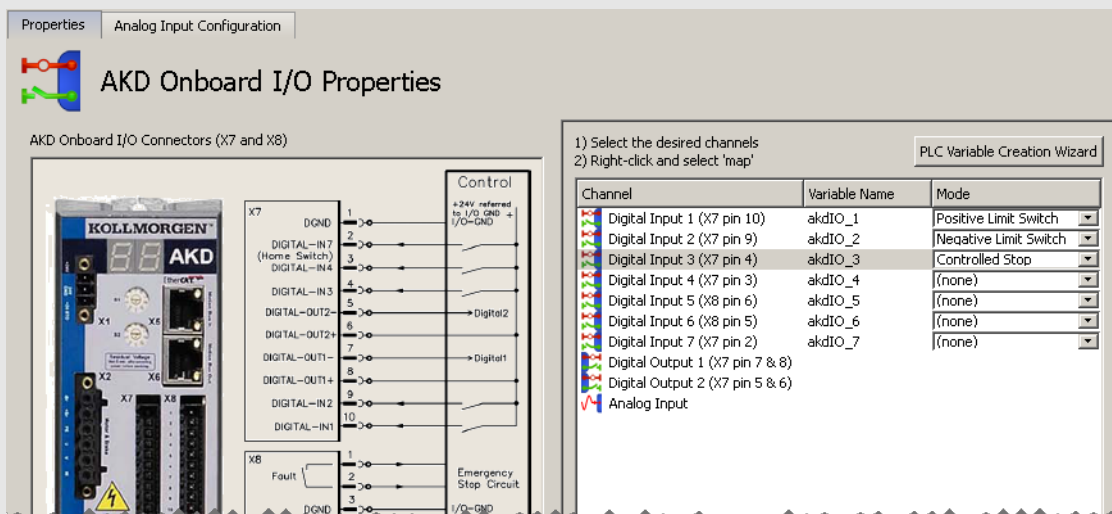 Properties
Analog Input Configuration
AKD Onboard I/O Properties
AKD Onboard I/O Connectors (X7 and X8)
KOLLMORGEN
AKD
EtherCAT
X1
X5
X2
X6
X7
X8
Control
+24V referred
to I/O GND +
I/O-GND
X7
DGND
1
DIGITAL-IN7
2
(Home Switch)
DIGITAL-IN4
3
DIGITAL-IN3
4
DIGITAL-OUT2-
5
Digital2
DIGITAL-OUT2+
6
DIGITAL-OUT1-
7
Digital1
DIGITAL-OUT1+
8
DIGITAL-IN2
9
DIGITAL-IN1
10
X8
Fault
1
2
Emergency
Stop Circuit
DGND
3
I/O-GND
1) Select the desired channels
2) Right-click and select 'map'
PLC Variable Creation Wizard
Channel Variable Name Mode
Digital Input 1 (X7 pin 10) akdIO_1 Positive Limit Switch
Digital Input 2 (X7 pin 9) akdIO_2 Negative Limit Switch
Digital Input 3 (X7 pin 4) akdIO_3 Controlled Stop
Digital Input 4 (X7 pin 3) akdIO_4 (none)
Digital Input 5 (X8 pin 6) akdIO_5 (none)
Digital Input 6 (X8 pin 5) akdIO_6 (none)
Digital Input 7 (X7 pin 2) akdIO_7 (none)
Digital Output 1 (X7 pin 7 & 8)
Digital Output 2 (X7 pin 5 & 6)
Analog Input